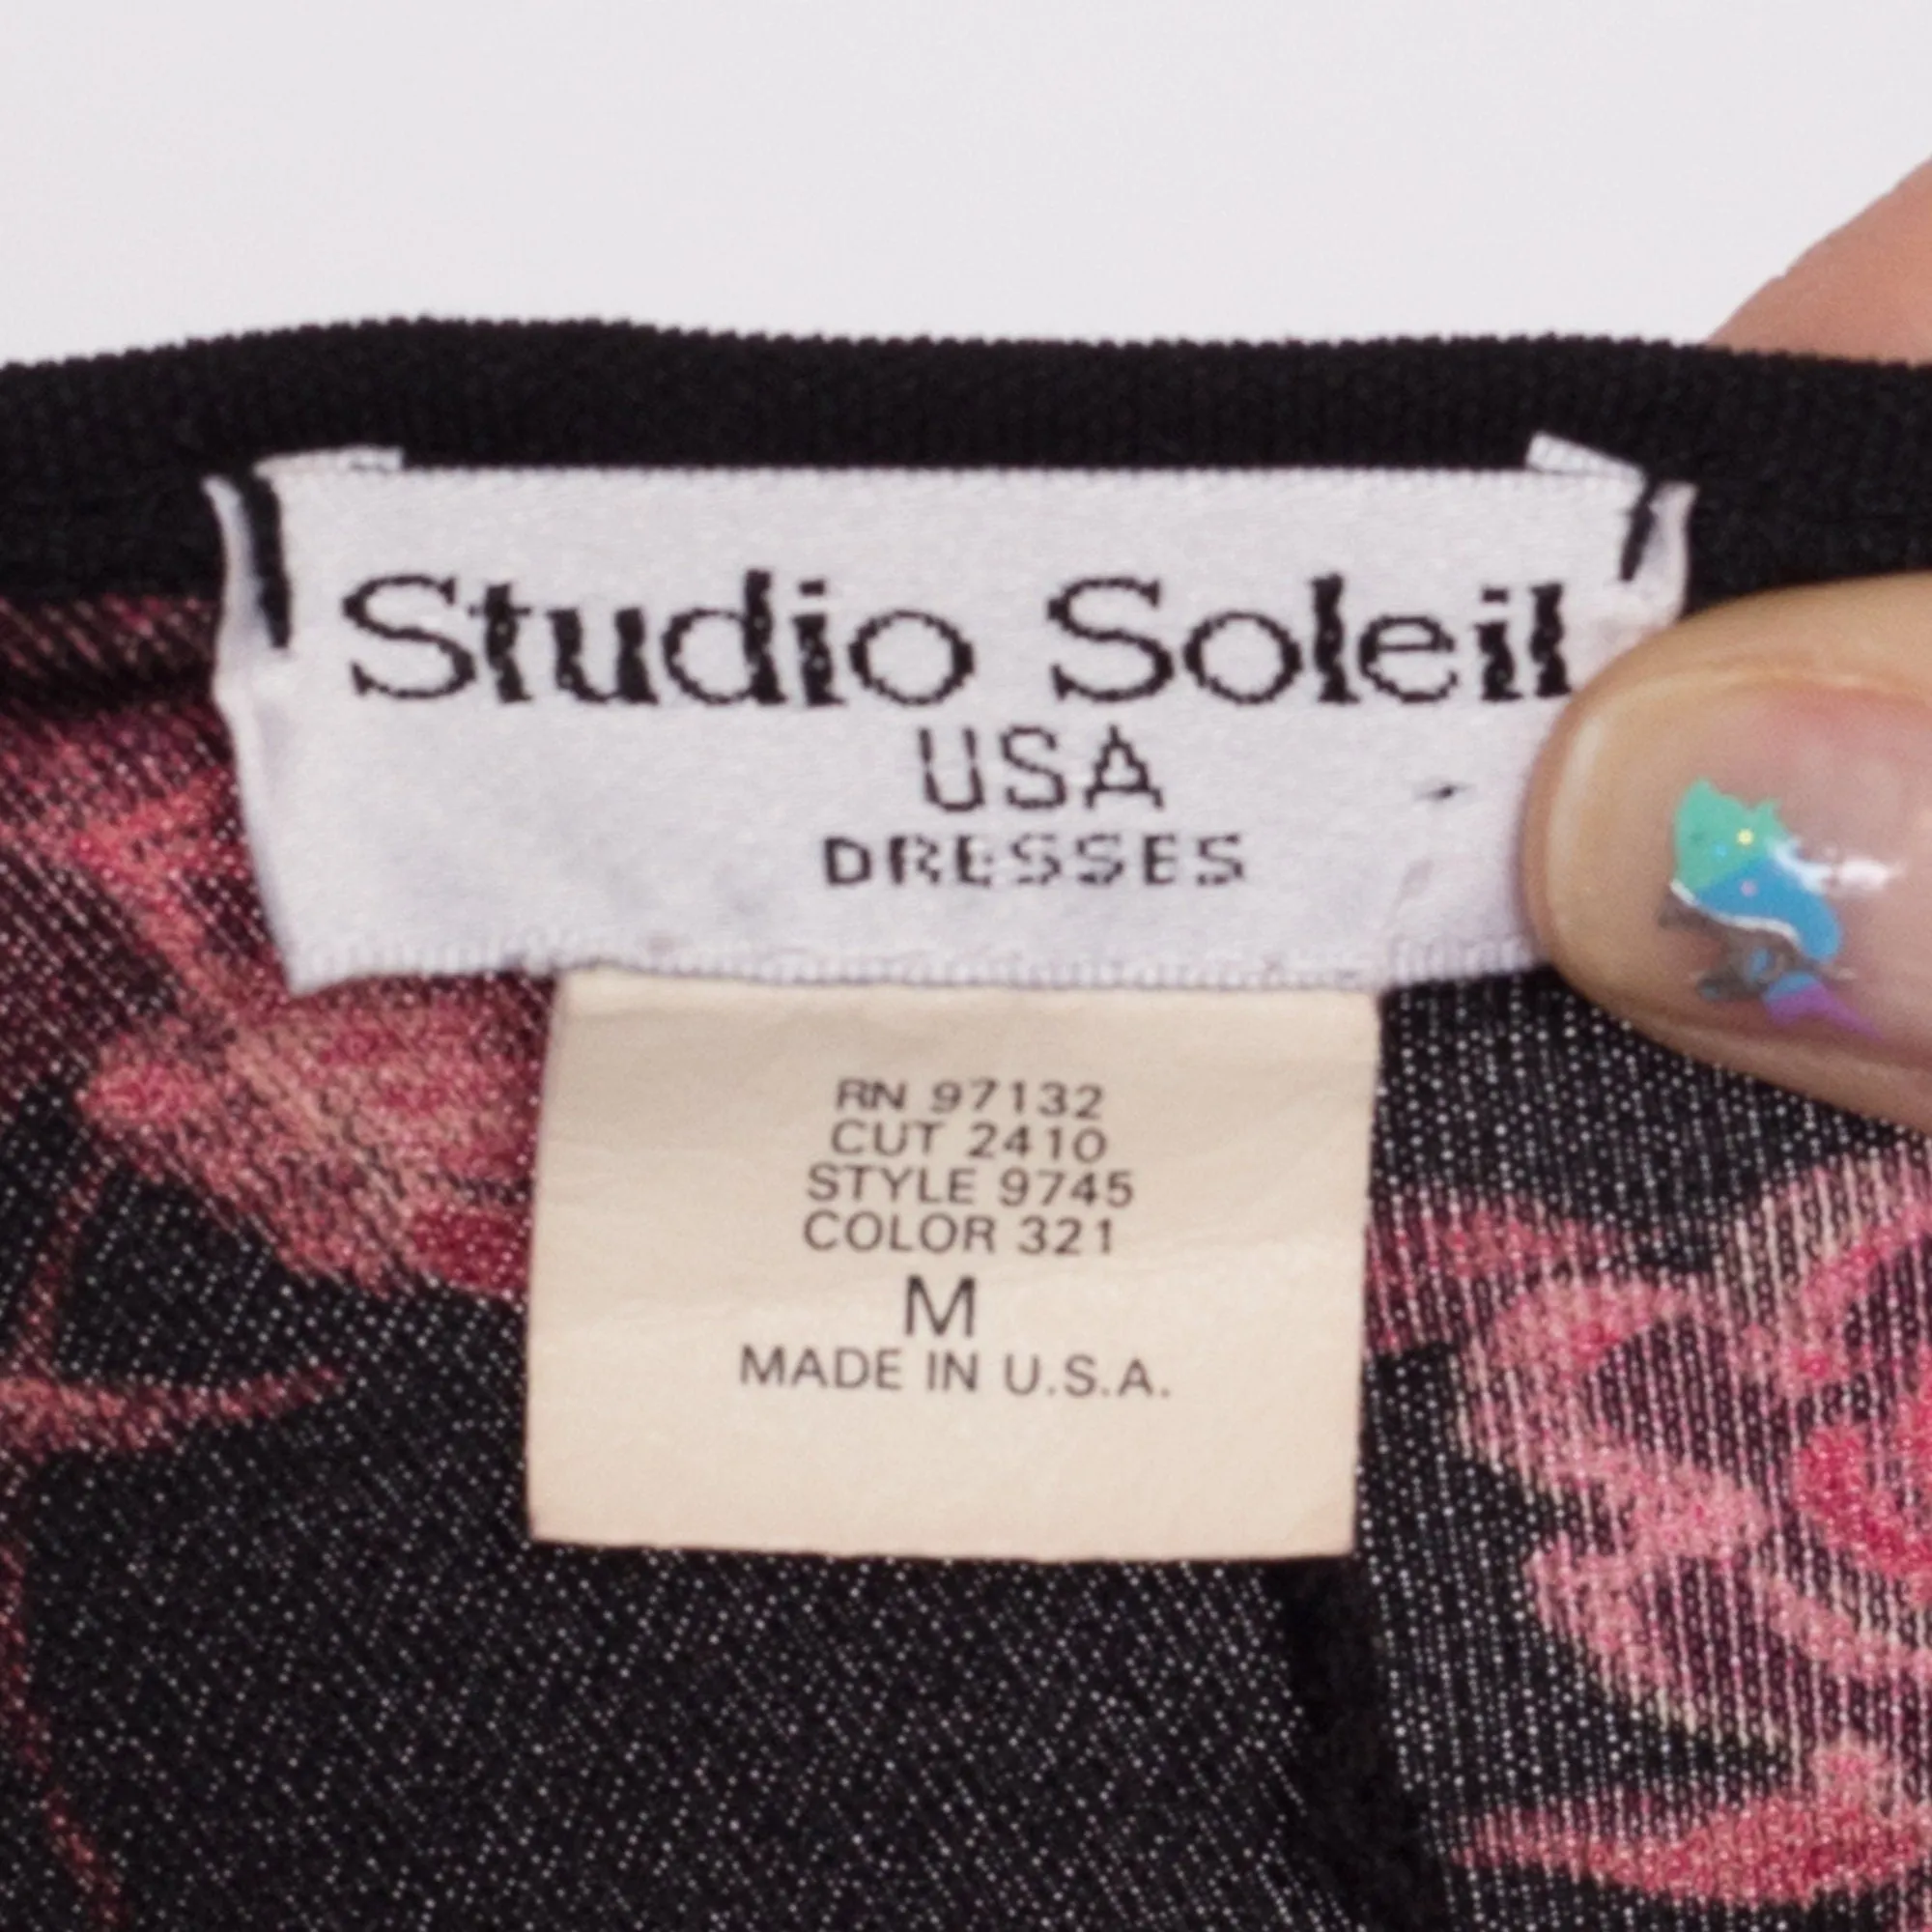 Studio Soleil
USA
DRESSES
RN 97132
CUT 2410
STYLE 9745
COLOR 321
M
MADE IN U.S.A.